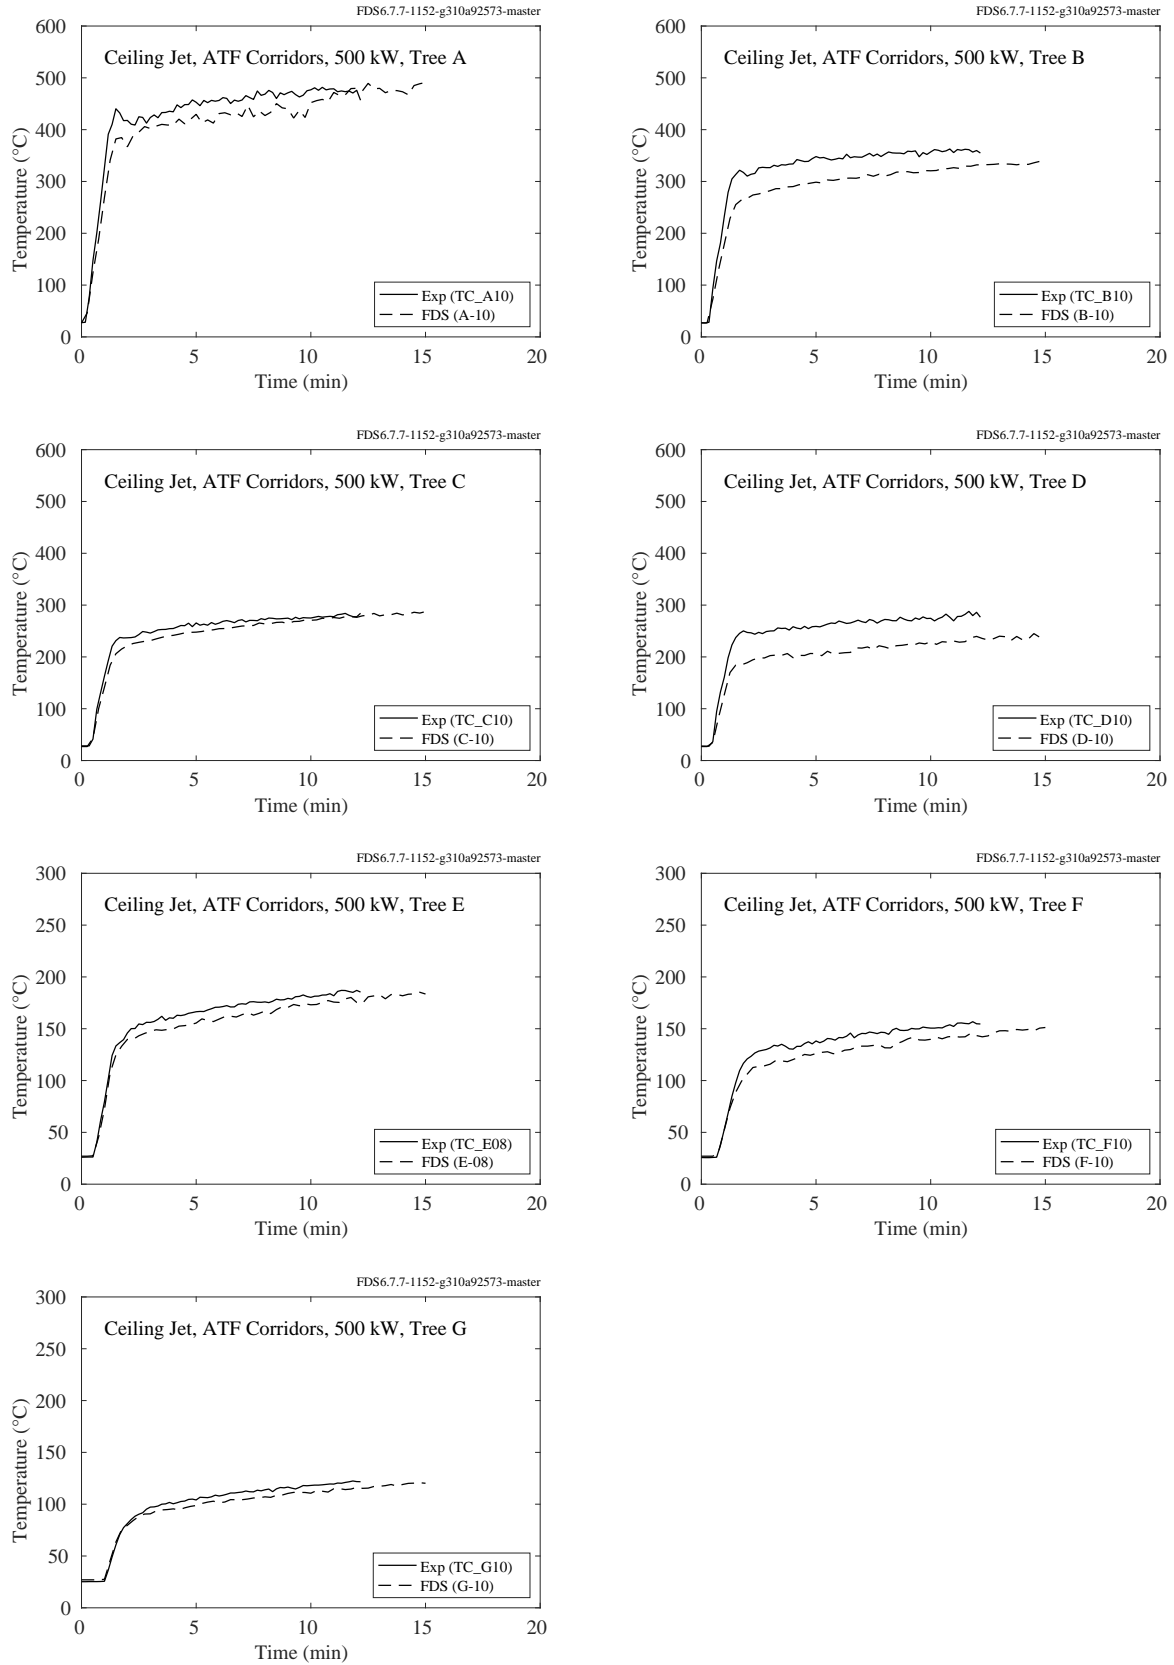 FDS6.7.7-1152-g310a92573-master
Ceiling Jet, ATF Corridors, 500 kW, Tree A
Temperature (°C)
600
500
400
300
200
100
0
0 5 10 15 20
Time (min)
Exp (TC_A10)
FDS (A-10)
FDS6.7.7-1152-g310a92573-master
Ceiling Jet, ATF Corridors, 500 kW, Tree B
Temperature (°C)
600
500
400
300
200
100
0
0 5 10 15 20
Time (min)
Exp (TC_B10)
FDS (B-10)
FDS6.7.7-1152-g310a92573-master
Ceiling Jet, ATF Corridors, 500 kW, Tree C
Temperature (°C)
600
500
400
300
200
100
0
0 5 10 15 20
Time (min)
Exp (TC_C10)
FDS (C-10)
FDS6.7.7-1152-g310a92573-master
Ceiling Jet, ATF Corridors, 500 kW, Tree D
Temperature (°C)
600
500
400
300
200
100
0
0 5 10 15 20
Time (min)
Exp (TC_D10)
FDS (D-10)
FDS6.7.7-1152-g310a92573-master
Ceiling Jet, ATF Corridors, 500 kW, Tree E
Temperature (°C)
300
250
200
150
100
50
0
0 5 10 15 20
Time (min)
Exp (TC_E08)
FDS (E-08)
FDS6.7.7-1152-g310a92573-master
Ceiling Jet, ATF Corridors, 500 kW, Tree F
Temperature (°C)
300
250
200
150
100
50
0
0 5 10 15 20
Time (min)
Exp (TC_F10)
FDS (F-10)
FDS6.7.7-1152-g310a92573-master
Ceiling Jet, ATF Corridors, 500 kW, Tree G
Temperature (°C)
300
250
200
150
100
50
0
0 5 10 15 20
Time (min)
Exp (TC_G10)
FDS (G-10)